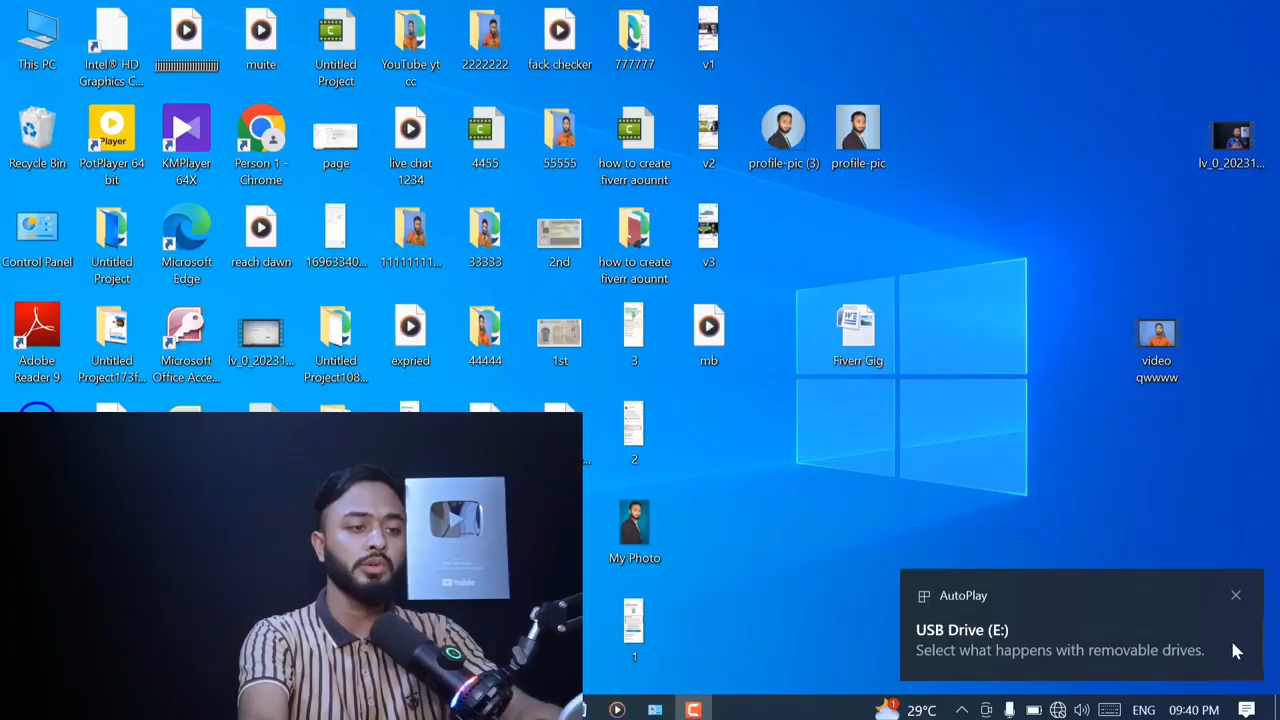 This PC
Intel® HD
Graphics C...
jjjjjjjjjjjjjjjjjjjjjjj
muite
Untitled
Project
YouTube yt
cc
2222222
fack checker
777777
v1
Recycle Bin
Player
PotPlayer 64
bit
KMPlayer
64X
Person 1 -
Chrome
page
live chat
1234
4455
55555
how to create
fiverr aounnt
v2
profile-pic (3)
profile-pic
lv_0_20231...
Control Panel
Untitled
Project
Microsoft
Edge
reach dawn
16963340...
11111111...
33333
2nd
how to create
fiverr aounnt
v3
Adobe
Reader 9
Untitled
Project173f...
Microsoft
Office Acce...
lv_0_20231...
Untitled
Project108...
expried
44444
1st
3
mb
Fiverr Gig
video
qwwww
2
My Photo
1
YouTube
AutoPlay
USB Drive (E:)
Select what happens with removable drives.
1
29°C
ENG
09:40 PM